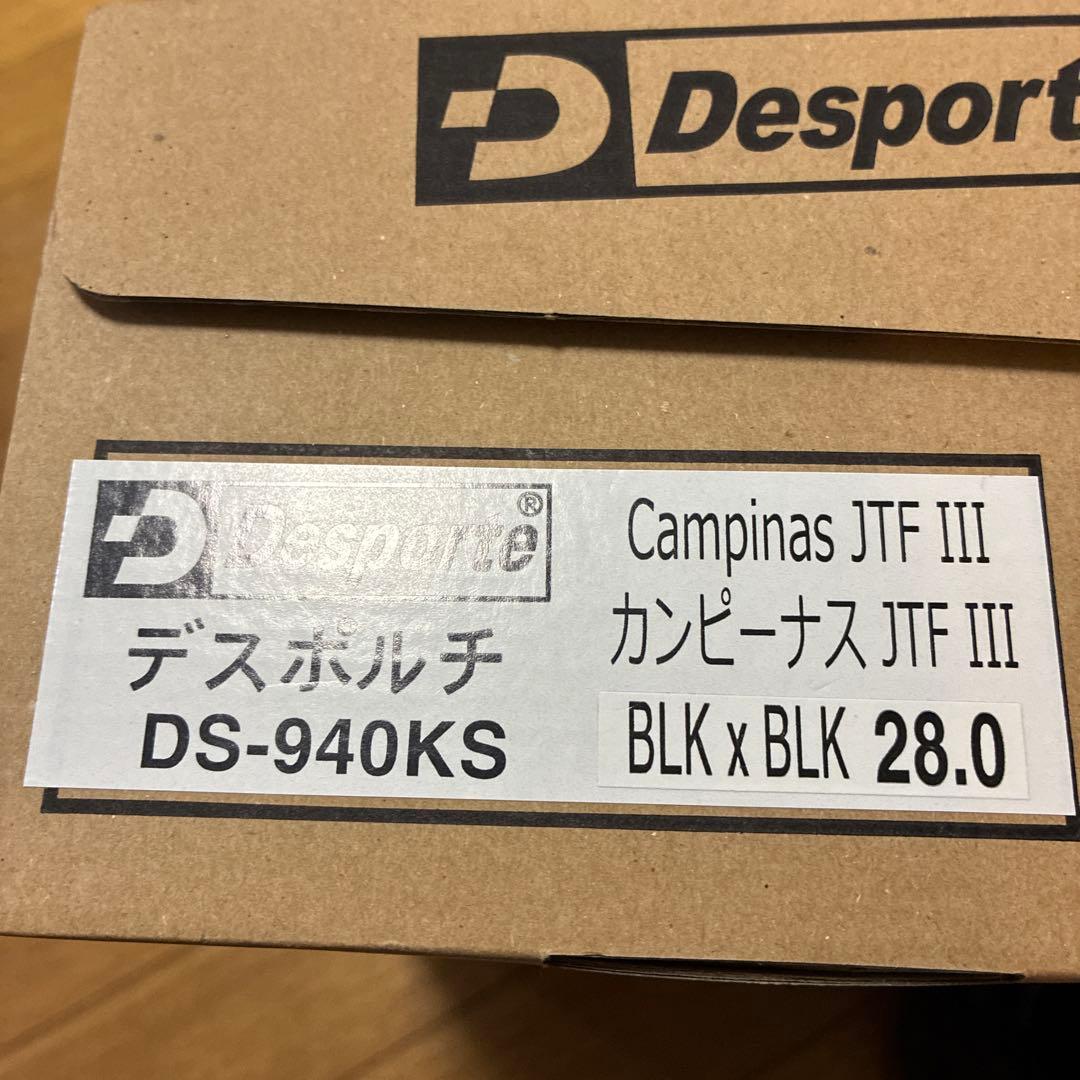 Desport
Desporte®
デスポルチ
DS-940KS
Campinas JTF III
カンピーナス JTF III
BLK x BLK 28.0